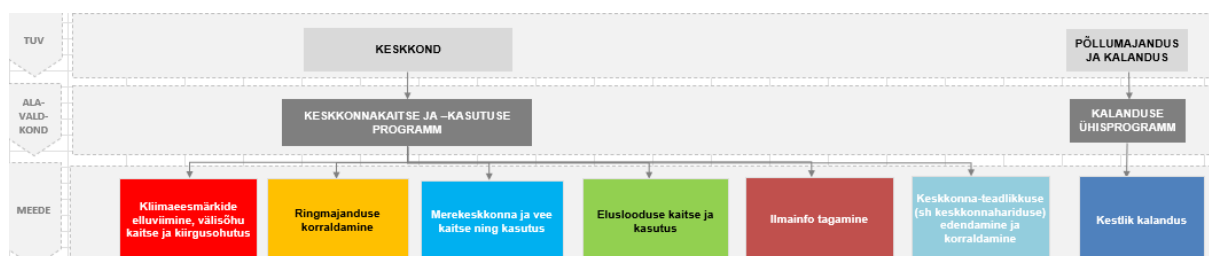 TUV
KESKKOND
PÕLLUMAJANDUS
JA KALANDUS
ALA-
VALD-
KOND
KESKKONNAKAITSE JA –KASUTUSE
PROGRAMM
KALANDUSE
ÜHISPROGRAMM
MEEDE
Kliimaeesmärkide
elluviimine, välisõhu
kaitse ja kiirgusohutus
Ringmajanduse
korraldamine
Merekeskkonna ja vee
kaitse ning kasutus
Eluslooduse kaitse ja
kasutus
Ilmainfo tagamine
Keskkonna-teadlikkuse
(sh keskkonnahariduse)
edendamine ja
korraldamine
Kestlik kalandus